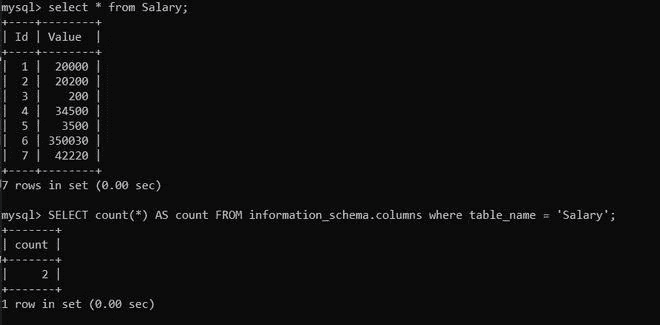 mysql> select * from Salary;
+----+--------+
| Id | Value  |
+----+--------+
|  1 |  20000 |
|  2 |  20200 |
|  3 |    200 |
|  4 |  34500 |
|  5 |   3500 |
|  6 | 350030 |
|  7 |  42220 |
+----+--------+
7 rows in set (0.00 sec)
mysql> SELECT count(*) AS count FROM information_schema.columns where table_name = 'Salary';
+-------+
| count |
+-------+
|     2 |
+-------+
1 row in set (0.00 sec)